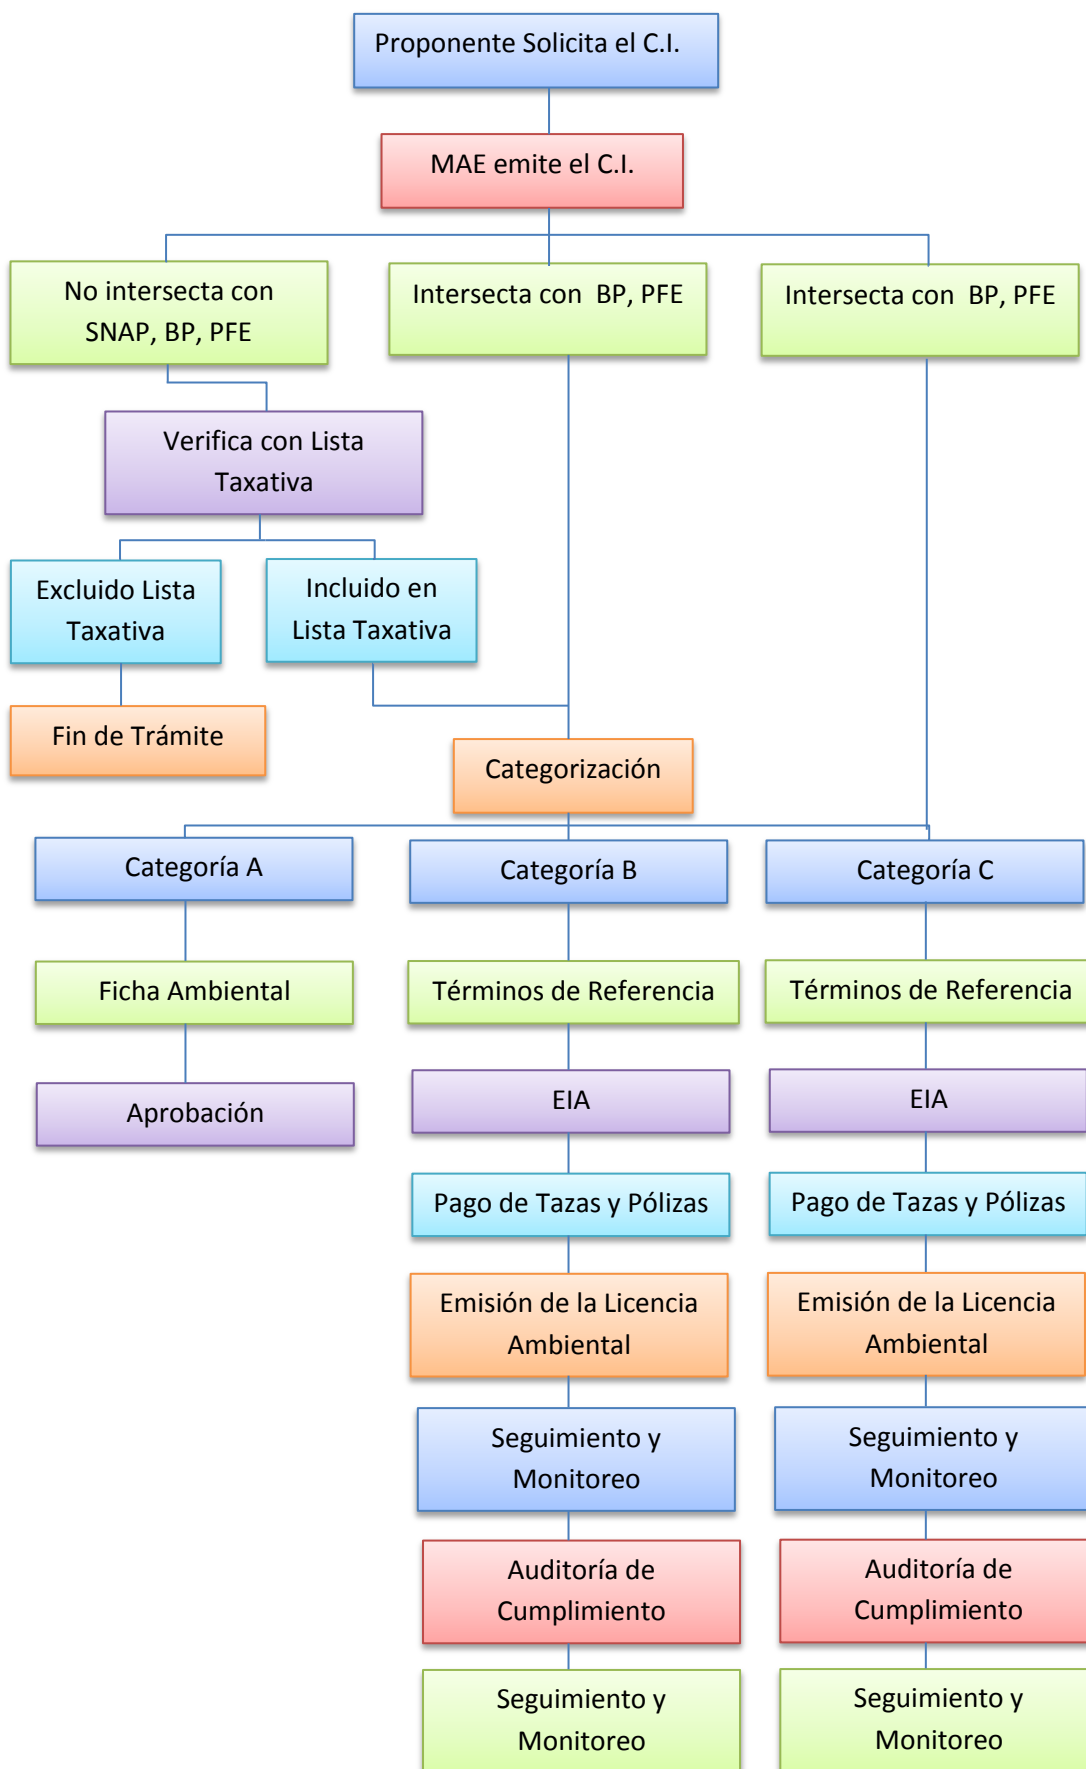 Proponente Solicita el C.I.
MAE emite el C.I.
No intersecta con
SNAP, BP, PFE
Intersecta con BP, PFE
Intersecta con BP, PFE
Verifica con Lista
Taxativa
Excluido Lista
Taxativa
Incluido en
Lista Taxativa
Fin de Trámite
Categorización
Categoría A
Categoría B
Categoría C
Ficha Ambiental
Términos de Referencia
Términos de Referencia
Aprobación
EIA
EIA
Pago de Tazas y Pólizas
Pago de Tazas y Pólizas
Emisión de la Licencia
Ambiental
Emisión de la Licencia
Ambiental
Seguimiento y
Monitoreo
Seguimiento y
Monitoreo
Auditoría de
Cumplimiento
Auditoría de
Cumplimiento
Seguimiento y
Monitoreo
Seguimiento y
Monitoreo